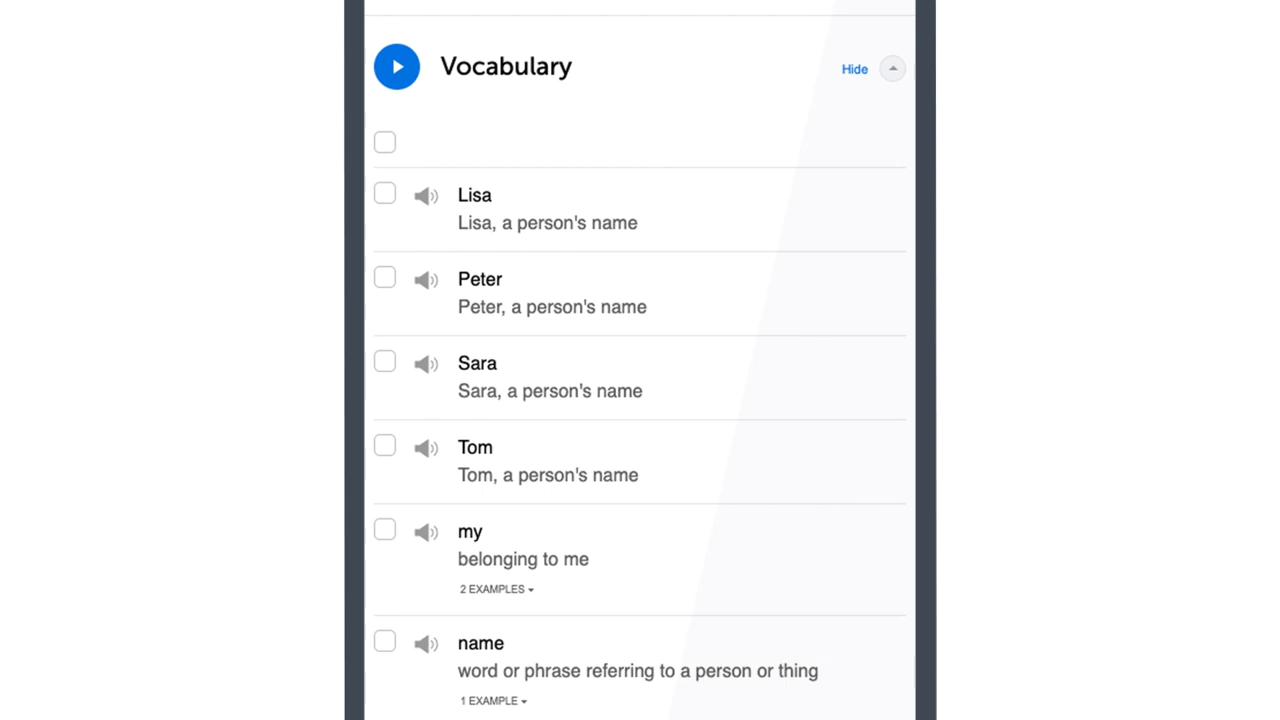 Vocabulary
Hide
Lisa
Lisa, a person's name
Peter
Peter, a person's name
Sara
Sara, a person's name
Tom
Tom, a person's name
my
belonging to me
2 EXAMPLES
name
word or phrase referring to a person or thing
1 EXAMPLE